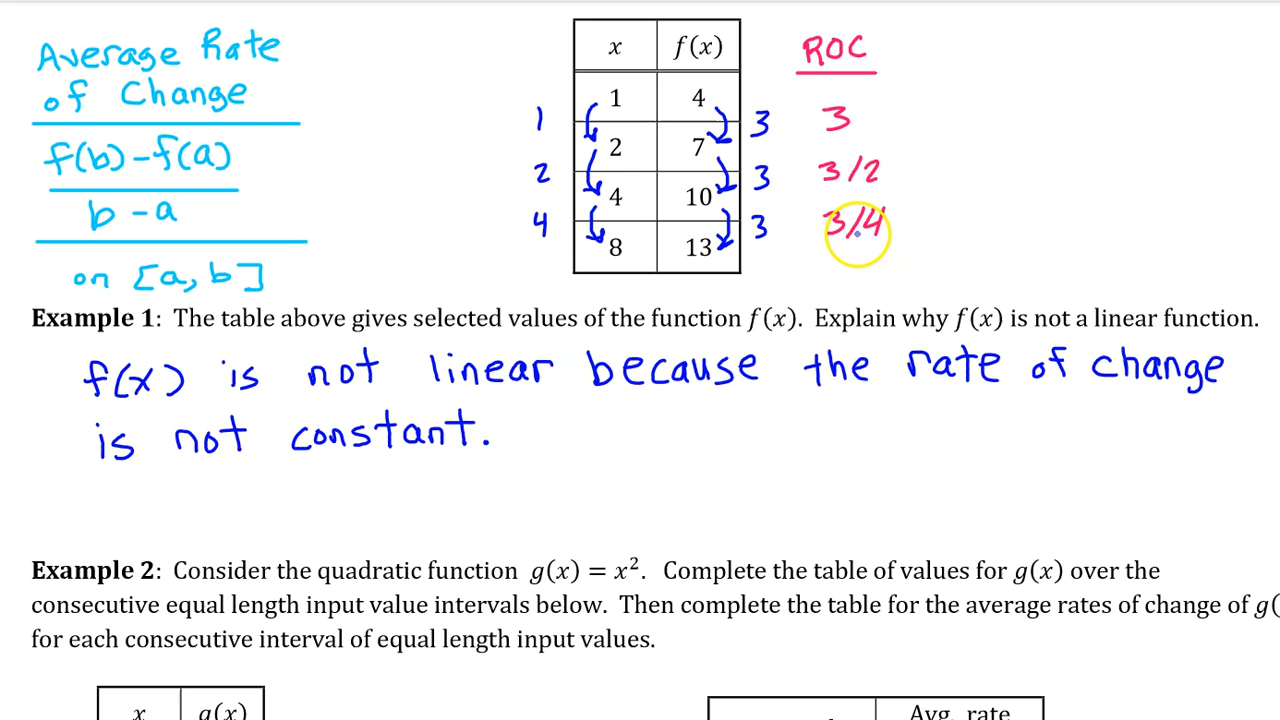 Average Rate
of Change
f(b)-f(a)
b-a
on [a,b]
x f(x) ROC
1 4
1 3 3
2 7
2 3 3/2
4 10
4 3 3/4
8 13
Example 1: The table above gives selected values of the function f(x). Explain why f(x) is not a linear function.
f(x) is not linear because the rate of change
is not constant.
Example 2: Consider the quadratic function g(x) = x². Complete the table of values for g(x) over the
consecutive equal length input value intervals below. Then complete the table for the average rates of change of g(
for each consecutive interval of equal length input values.
x g(x)
Avg. rate